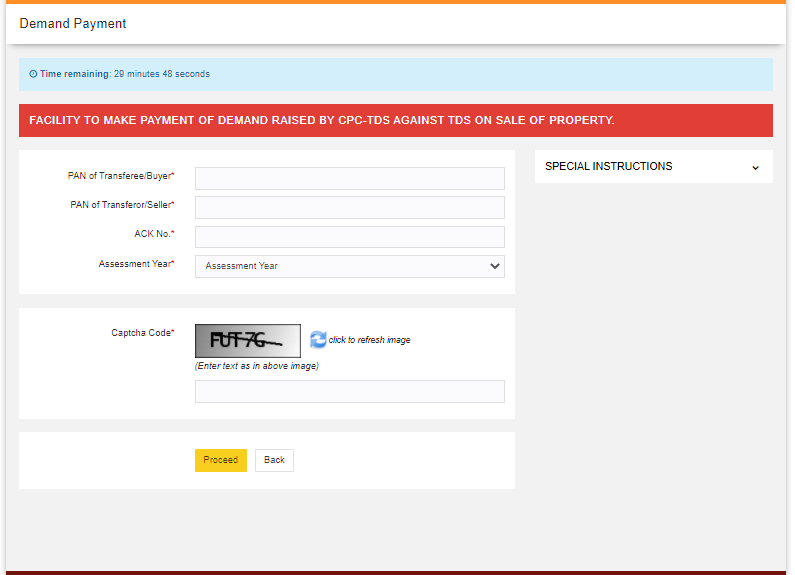 Demand Payment
Time remaining: 29 minutes 48 seconds
FACILITY TO MAKE PAYMENT OF DEMAND RAISED BY CPC-TDS AGAINST TDS ON SALE OF PROPERTY.
SPECIAL INSTRUCTIONS
PAN of Transferee/Buyer*
PAN of Transferor/Seller*
ACK No.*
Assessment Year* Assessment Year
Captcha Code* click to refresh image
(Enter text as in above image)
Proceed Back